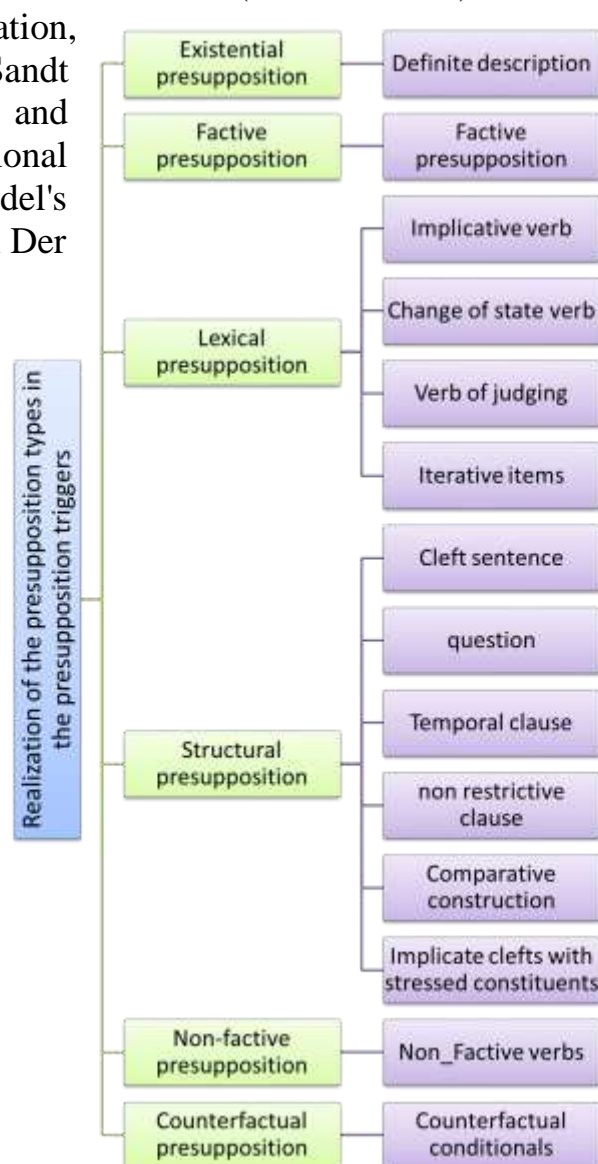 ation,
Sandt
and
ional
del's
Der
Realization of the presupposition types in
the presupposition triggers
Existential
presupposition
Definite description
Factive
presupposition
Factive
presupposition
Lexical
presupposition
Implicative verb
Change of state verb
Verb of judging
Iterative items
Structural
presupposition
Cleft sentence
question
Temporal clause
non restrictive
clause
Comparative
construction
Implicate clefts with
stressed constituents
Non-factive
presupposition
Non_Factive verbs
Counterfactual
presupposition
Counterfactual
conditionals